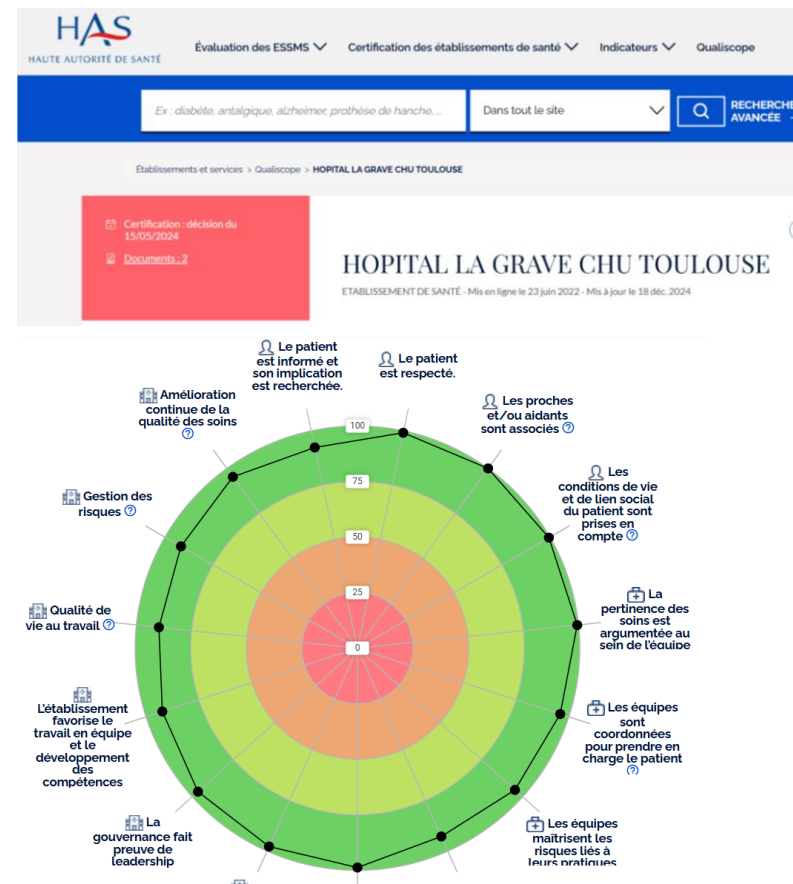 HAS
HAUTE AUTORITÉ DE SANTÉ
Évaluation des ESSMS
Certification des établissements de santé
Indicateurs
Qualiscope
Ex : diabète, antalgique, alzheimer, prothèse de hanche, ...
Dans tout le site
RECHERCHE
AVANCÉE
Établissements et services > Qualiscope > HOPITAL LA GRAVE CHU TOULOUSE
Certification : décision du
15/05/2024
Documents : 2
HOPITAL LA GRAVE CHU TOULOUSE
ETABLISSEMENT DE SANTÉ - Mis en ligne le 23 juin 2022 - Mis à jour le 18 déc. 2024
Le patient
est informé et
son implication
est recherchée.
Le patient
est respecté.
Amélioration
continue de la
qualité des soins
?
Les proches
et/ou aidants
sont associés ?
Les
conditions de vie
et de lien social
du patient sont
prises en
compte ?
Gestion des
risques ?
100
75
50
25
0
La
pertinence des
soins est
argumentée au
sein de l'équipe
Qualité de
vie au travail ?
L'établissement
favorise le
travail en équipe
et le
développement
des
compétences
Les équipes
sont
coordonnées
pour prendre en
charge le patient
?
La
gouvernance fait
preuve de
leadership
Les équipes
maîtrisent les
risques liés à
leurs pratiques